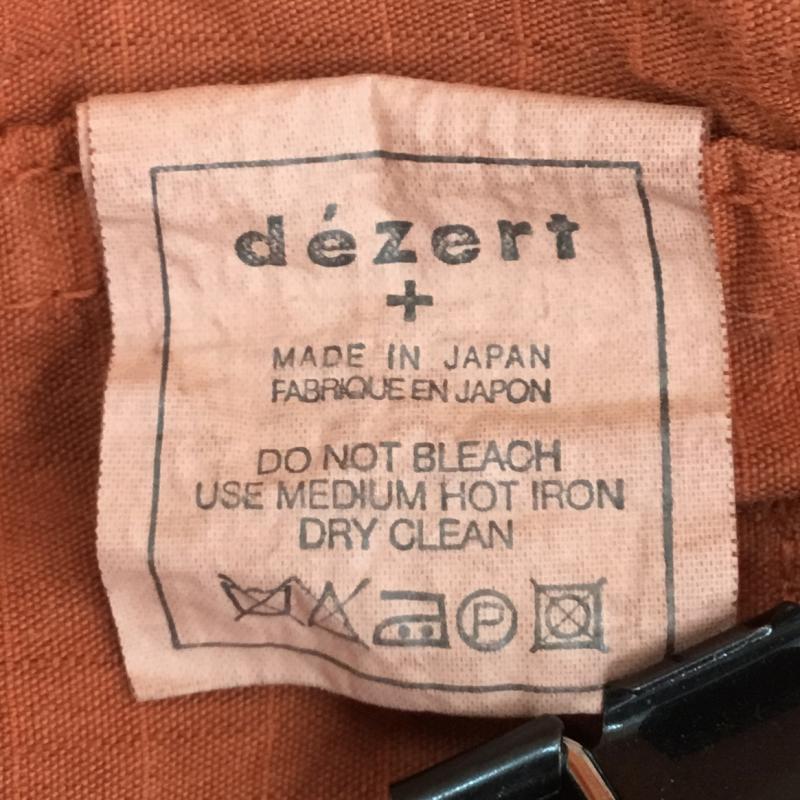 dézert
+
MADE IN JAPAN
FABRIQUE EN JAPON
DO NOT BLEACH
USE MEDIUM HOT IRON
DRY CLEAN
P